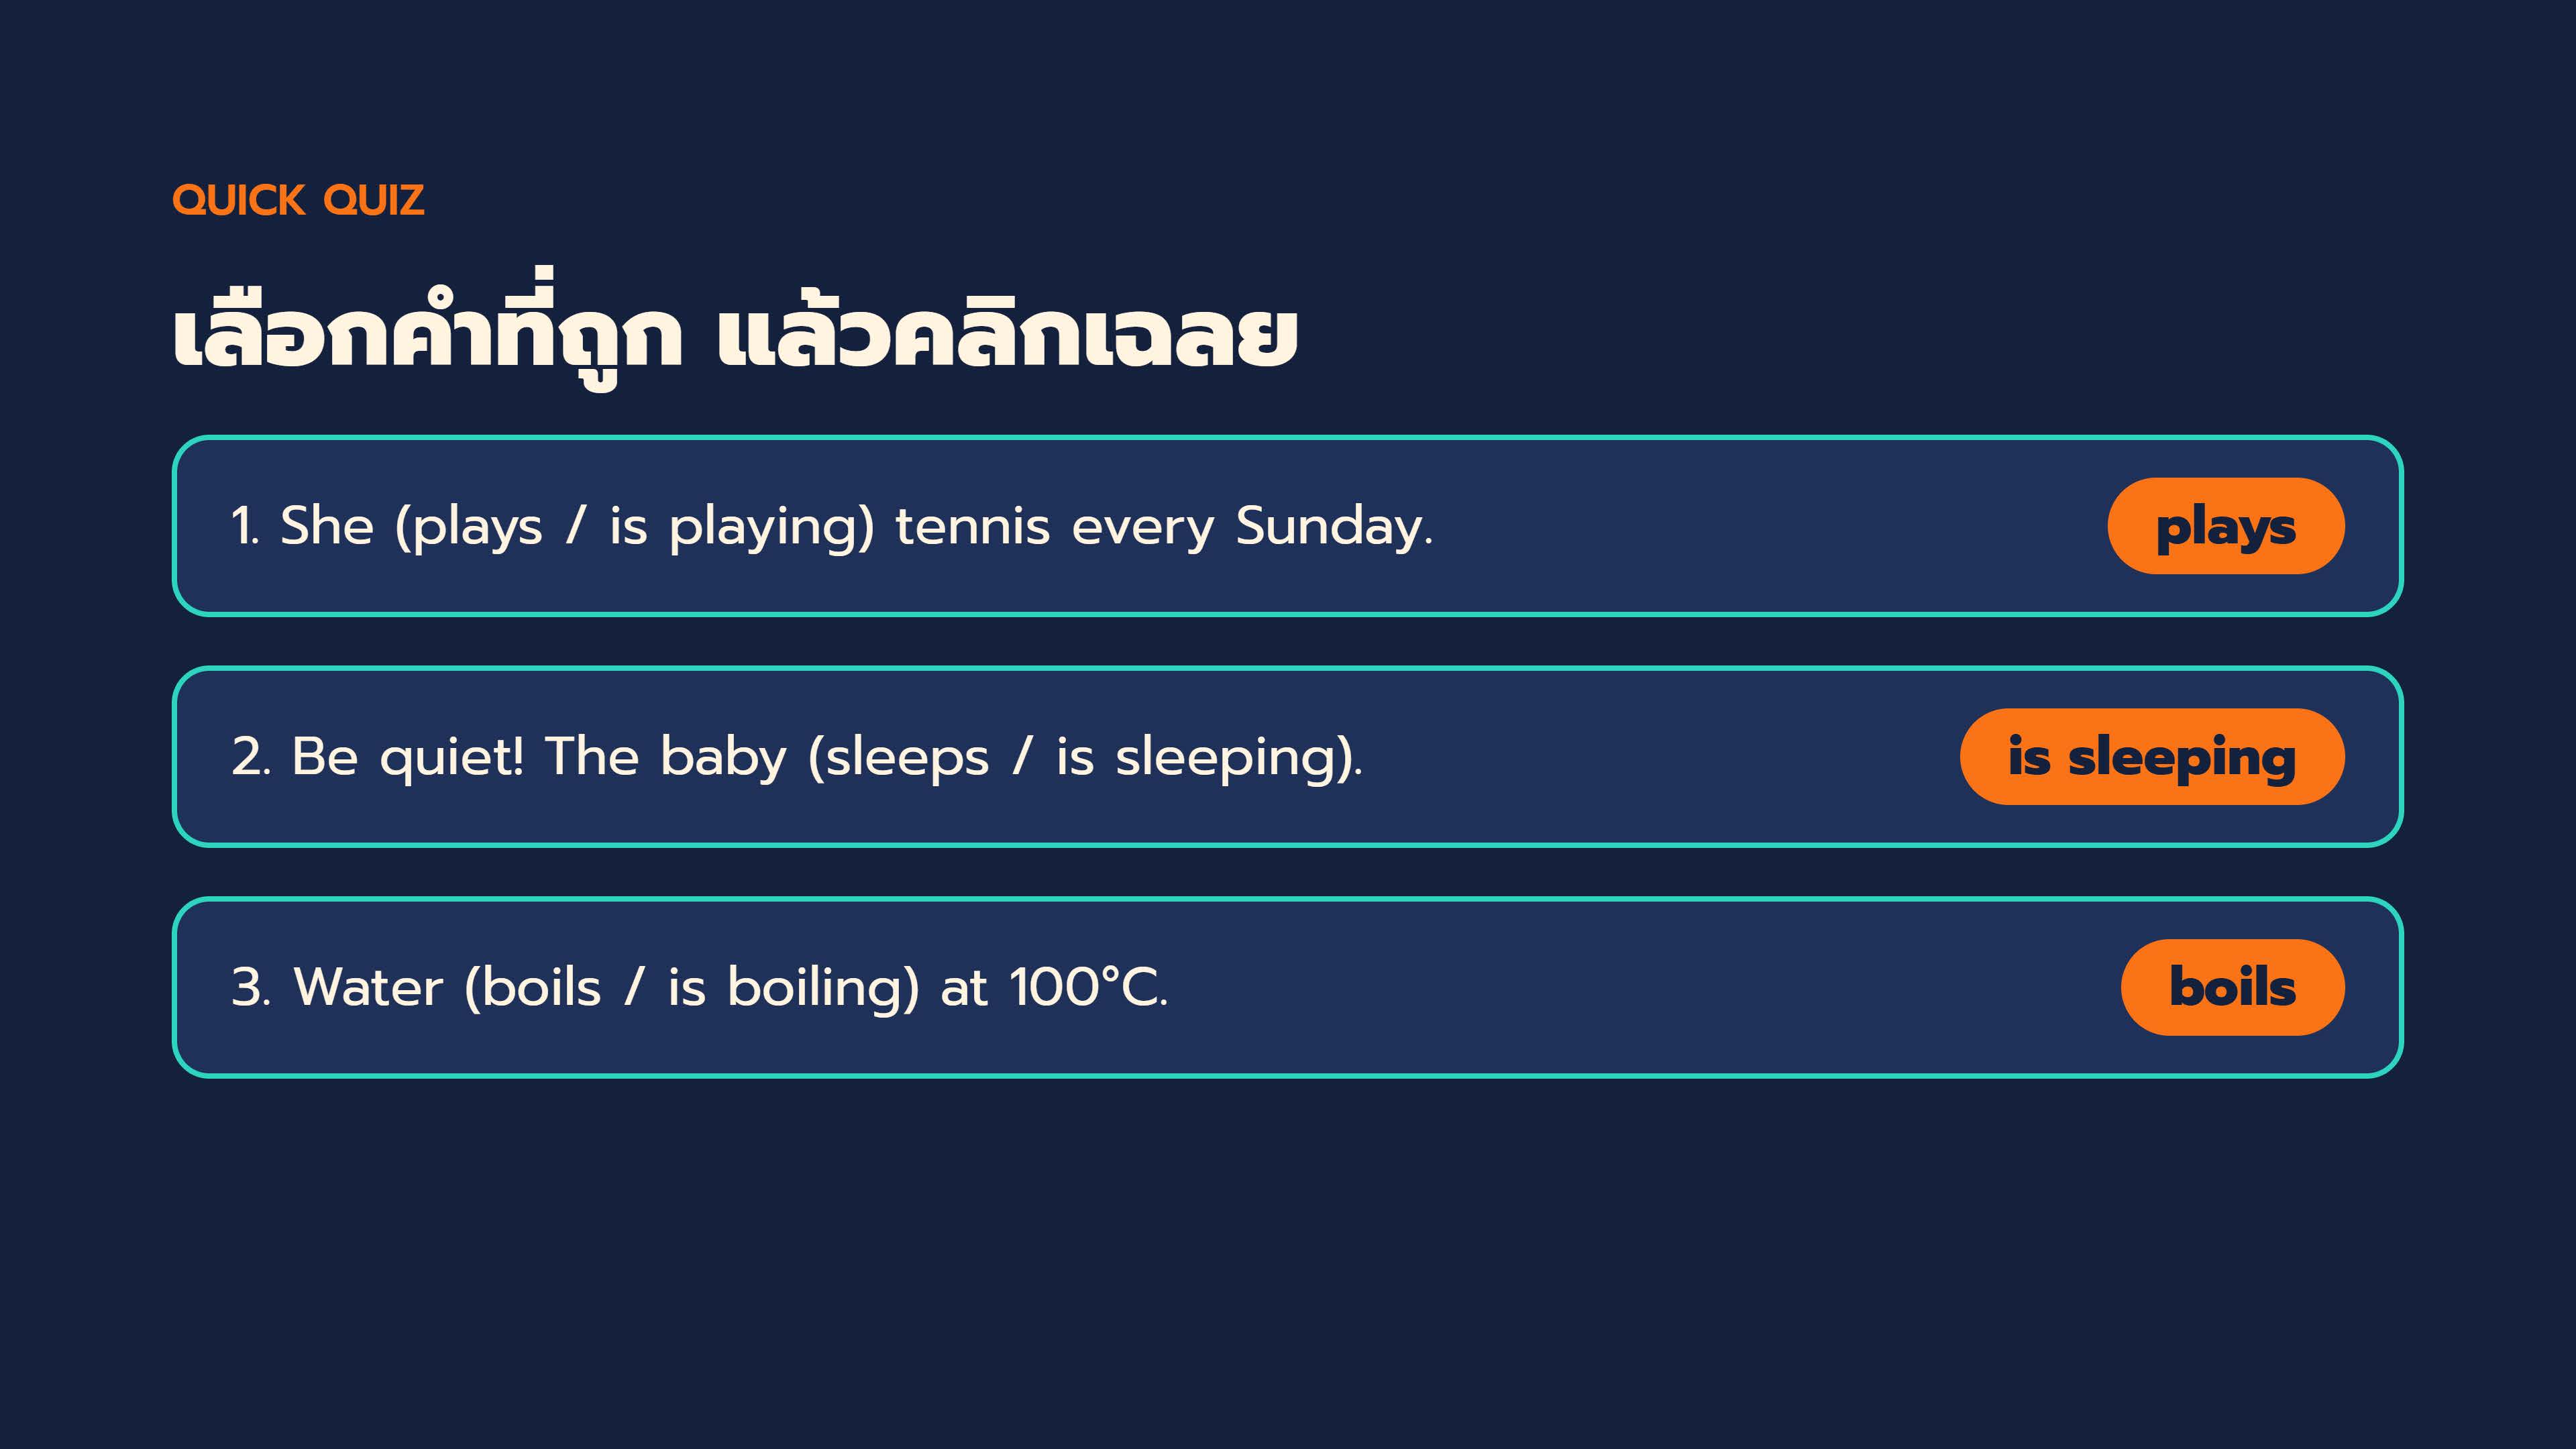 QUICK QUIZ
เลือกคำที่ถูก แล้วคลิกเฉลย
1. She (plays / is playing) tennis every Sunday.
plays
2. Be quiet! The baby (sleeps / is sleeping).
is sleeping
3. Water (boils / is boiling) at 100°C.
boils